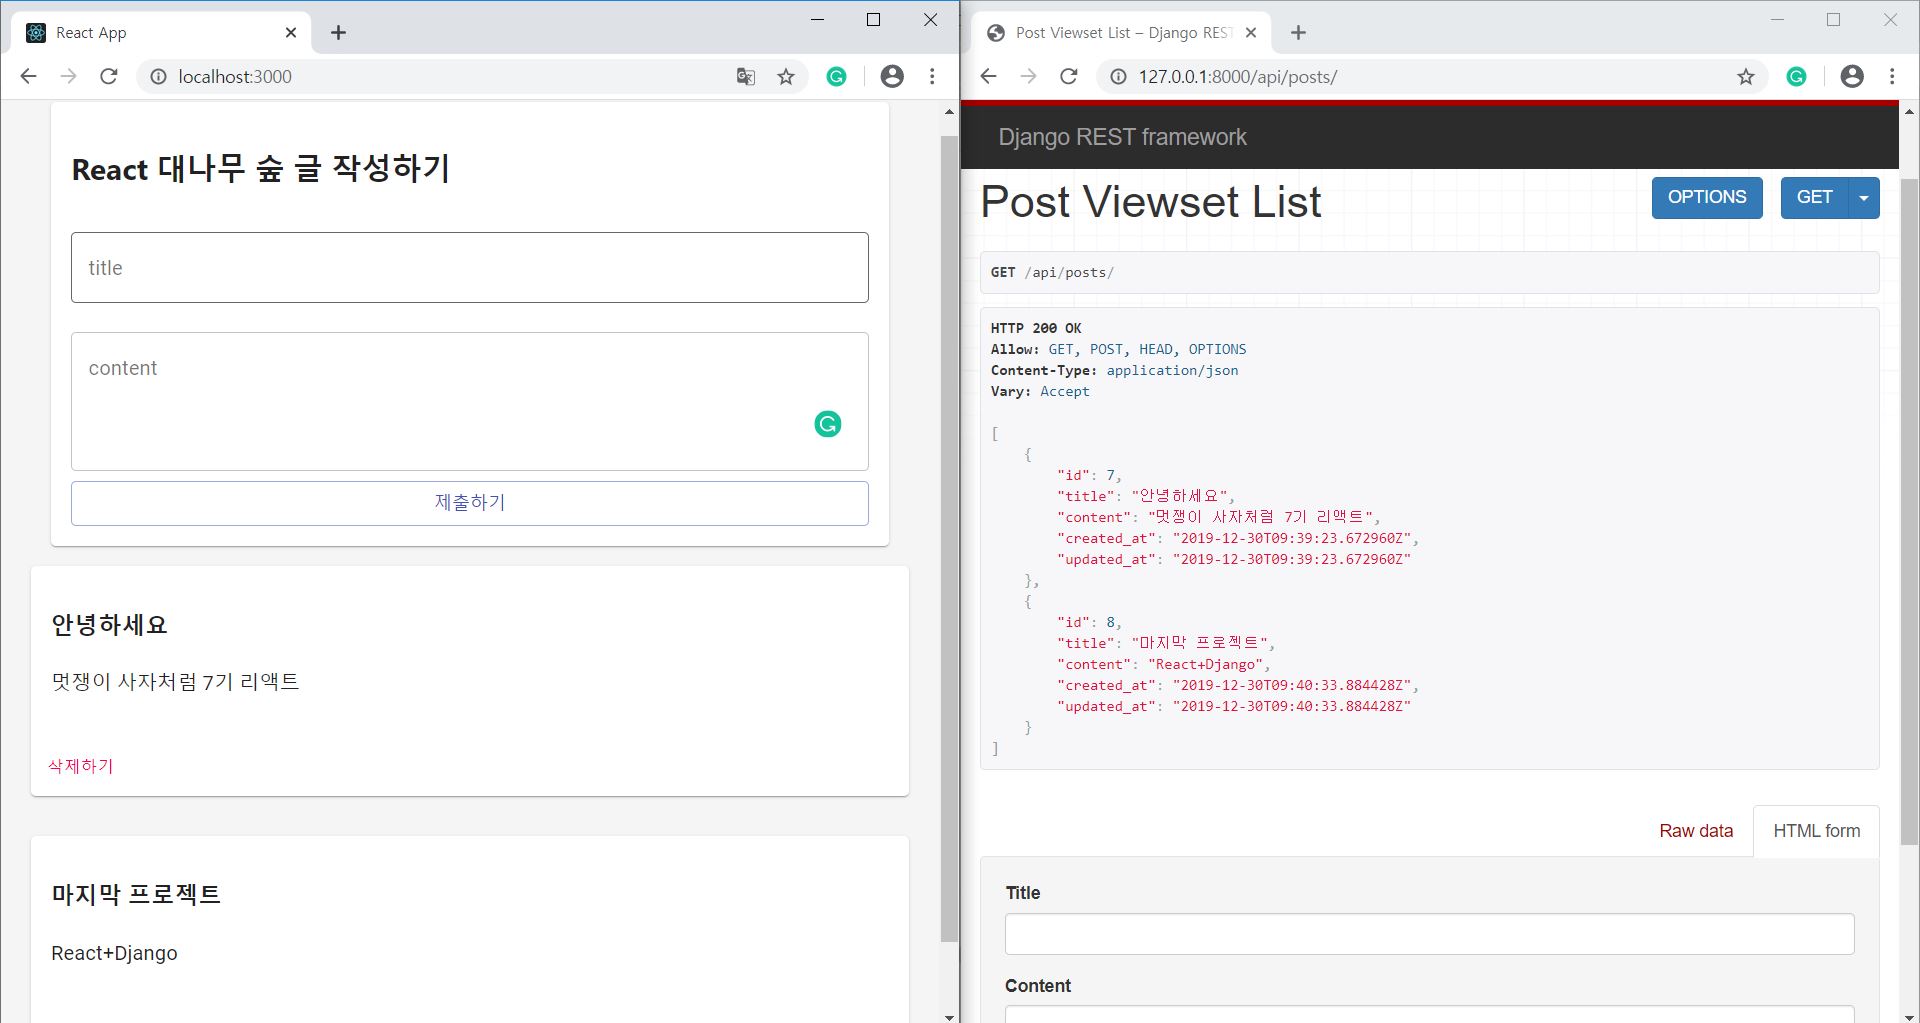 React App
localhost:3000
React 대나무 숲 글 작성하기
title
content
제출하기
안녕하세요
멋쟁이 사자처럼 7기 리액트
삭제하기
마지막 프로젝트
React+Django
Post Viewset List – Django REST
127.0.0.1:8000/api/posts/
Django REST framework
Post Viewset List
OPTIONS
GET
GET /api/posts/
HTTP 200 OK
Allow: GET, POST, HEAD, OPTIONS
Content-Type: application/json
Vary: Accept
[
{
"id": 7,
"title": "안녕하세요",
"content": "멋쟁이 사자처럼 7기 리액트",
"created_at": "2019-12-30T09:39:23.672960Z",
"updated_at": "2019-12-30T09:39:23.672960Z"
},
{
"id": 8,
"title": "마지막 프로젝트",
"content": "React+Django",
"created_at": "2019-12-30T09:40:33.884428Z",
"updated_at": "2019-12-30T09:40:33.884428Z"
}
]
Raw data
HTML form
Title
Content